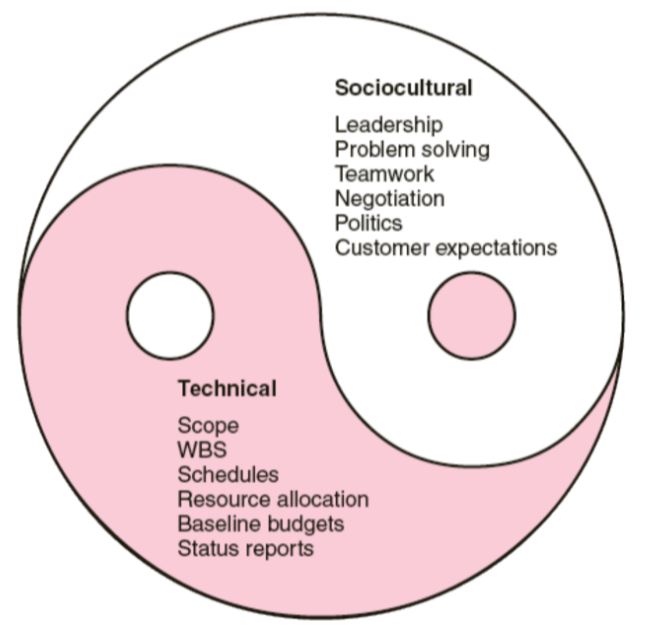 Sociocultural
Leadership
Problem solving
Teamwork
Negotiation
Politics
Customer expectations
Technical
Scope
WBS
Schedules
Resource allocation
Baseline budgets
Status reports